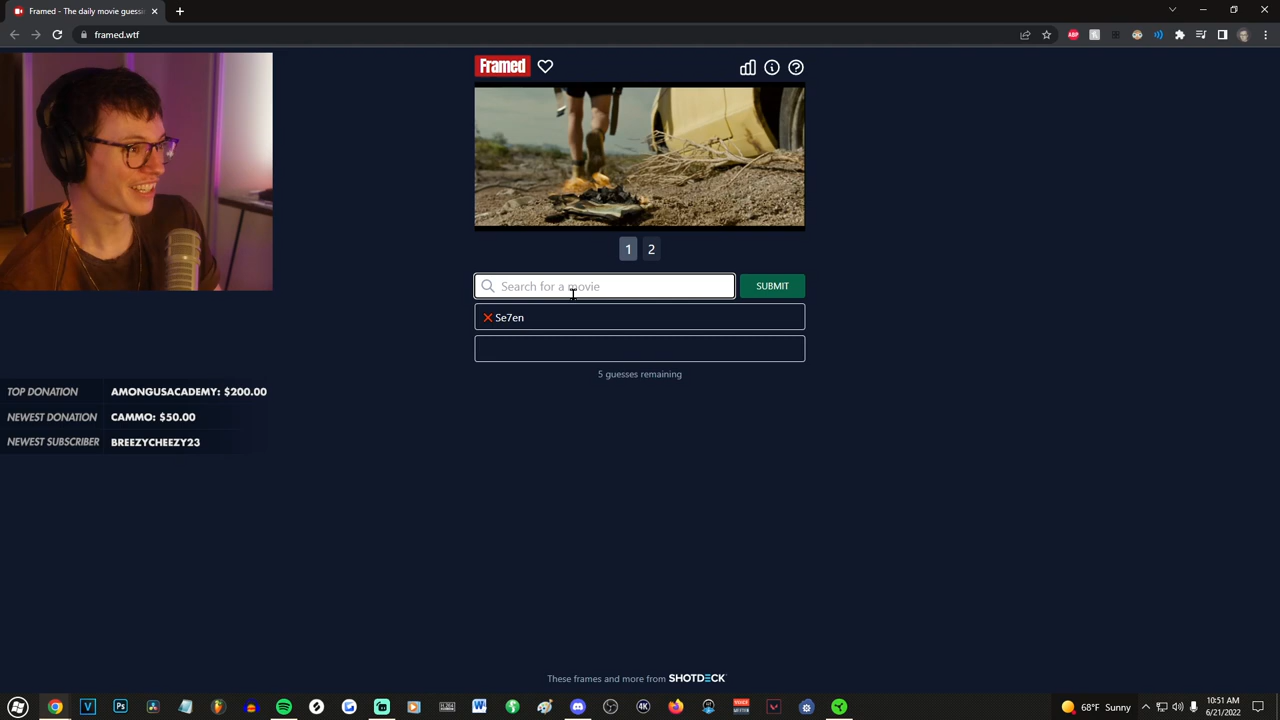 Framed - The daily movie guessi
framed.wtf
Framed
1 2
Search for a movie
SUBMIT
Se7en
5 guesses remaining
TOP DONATION AMONGUSACADEMY: $200.00
NEWEST DONATION CAMMO: $50.00
NEWEST SUBSCRIBER BREEZYCHEEZY23
These frames and more from SHOTDECK
68°F Sunny
10:51 AM
6/21/2022